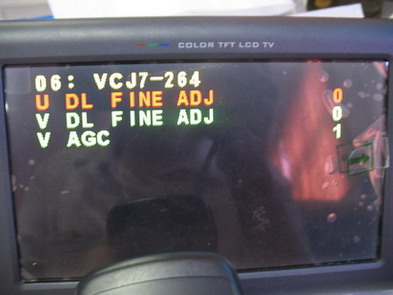 COLOR TFT LCD TV
06: VCJ7-264
U DL FINE ADJ 0
V DL FINE ADJ 0
V AGC 1